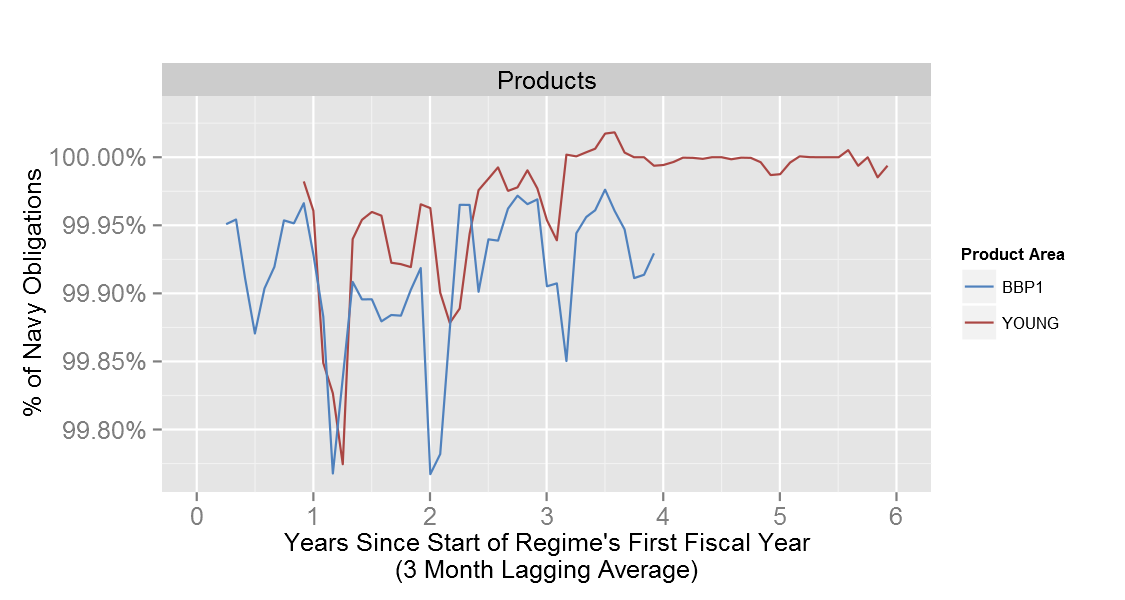 Products
100.00%
99.95%
99.90%
99.85%
99.80%
% of Navy Obligations
0 1 2 3 4 5 6
Years Since Start of Regime's First Fiscal Year
(3 Month Lagging Average)
Product Area
BBP1
YOUNG